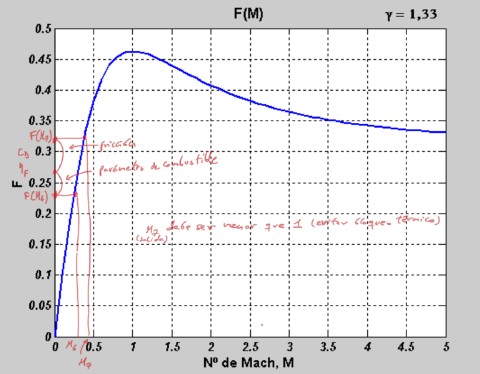 F(M)
γ = 1,33
0.5
0.45
0.4
0.35
F(M₇)
fricción
0.3
C_D
η_F
parámetro de combustible
F
0.25
F(M₆)
0.2
M₇ debe ser menor que 1 (evitar choque térmico)
0.15
0.1
0.05
0
0 0.5 1 1.5 2 2.5 3 3.5 4 4.5 5
M₆
M₇
Nº de Mach, M